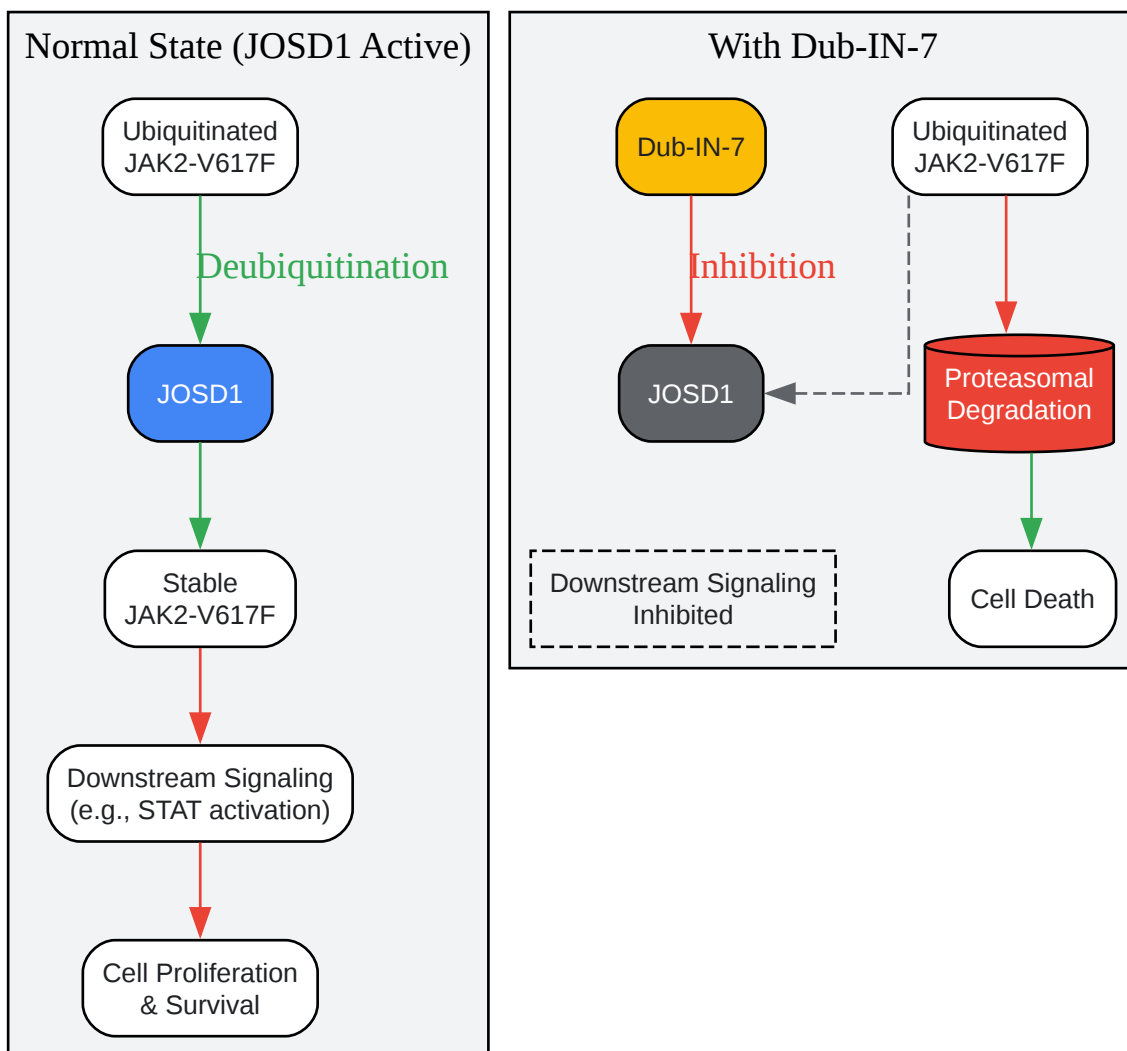 Normal State (JOSD1 Active)
Ubiquitinated
JAK2-V617F
Deubiquitination
JOSD1
Stable
JAK2-V617F
Downstream Signaling
(e.g., STAT activation)
Cell Proliferation
& Survival
With Dub-IN-7
Dub-IN-7
Ubiquitinated
JAK2-V617F
Inhibition
JOSD1
Proteasomal
Degradation
Downstream Signaling
Inhibited
Cell Death